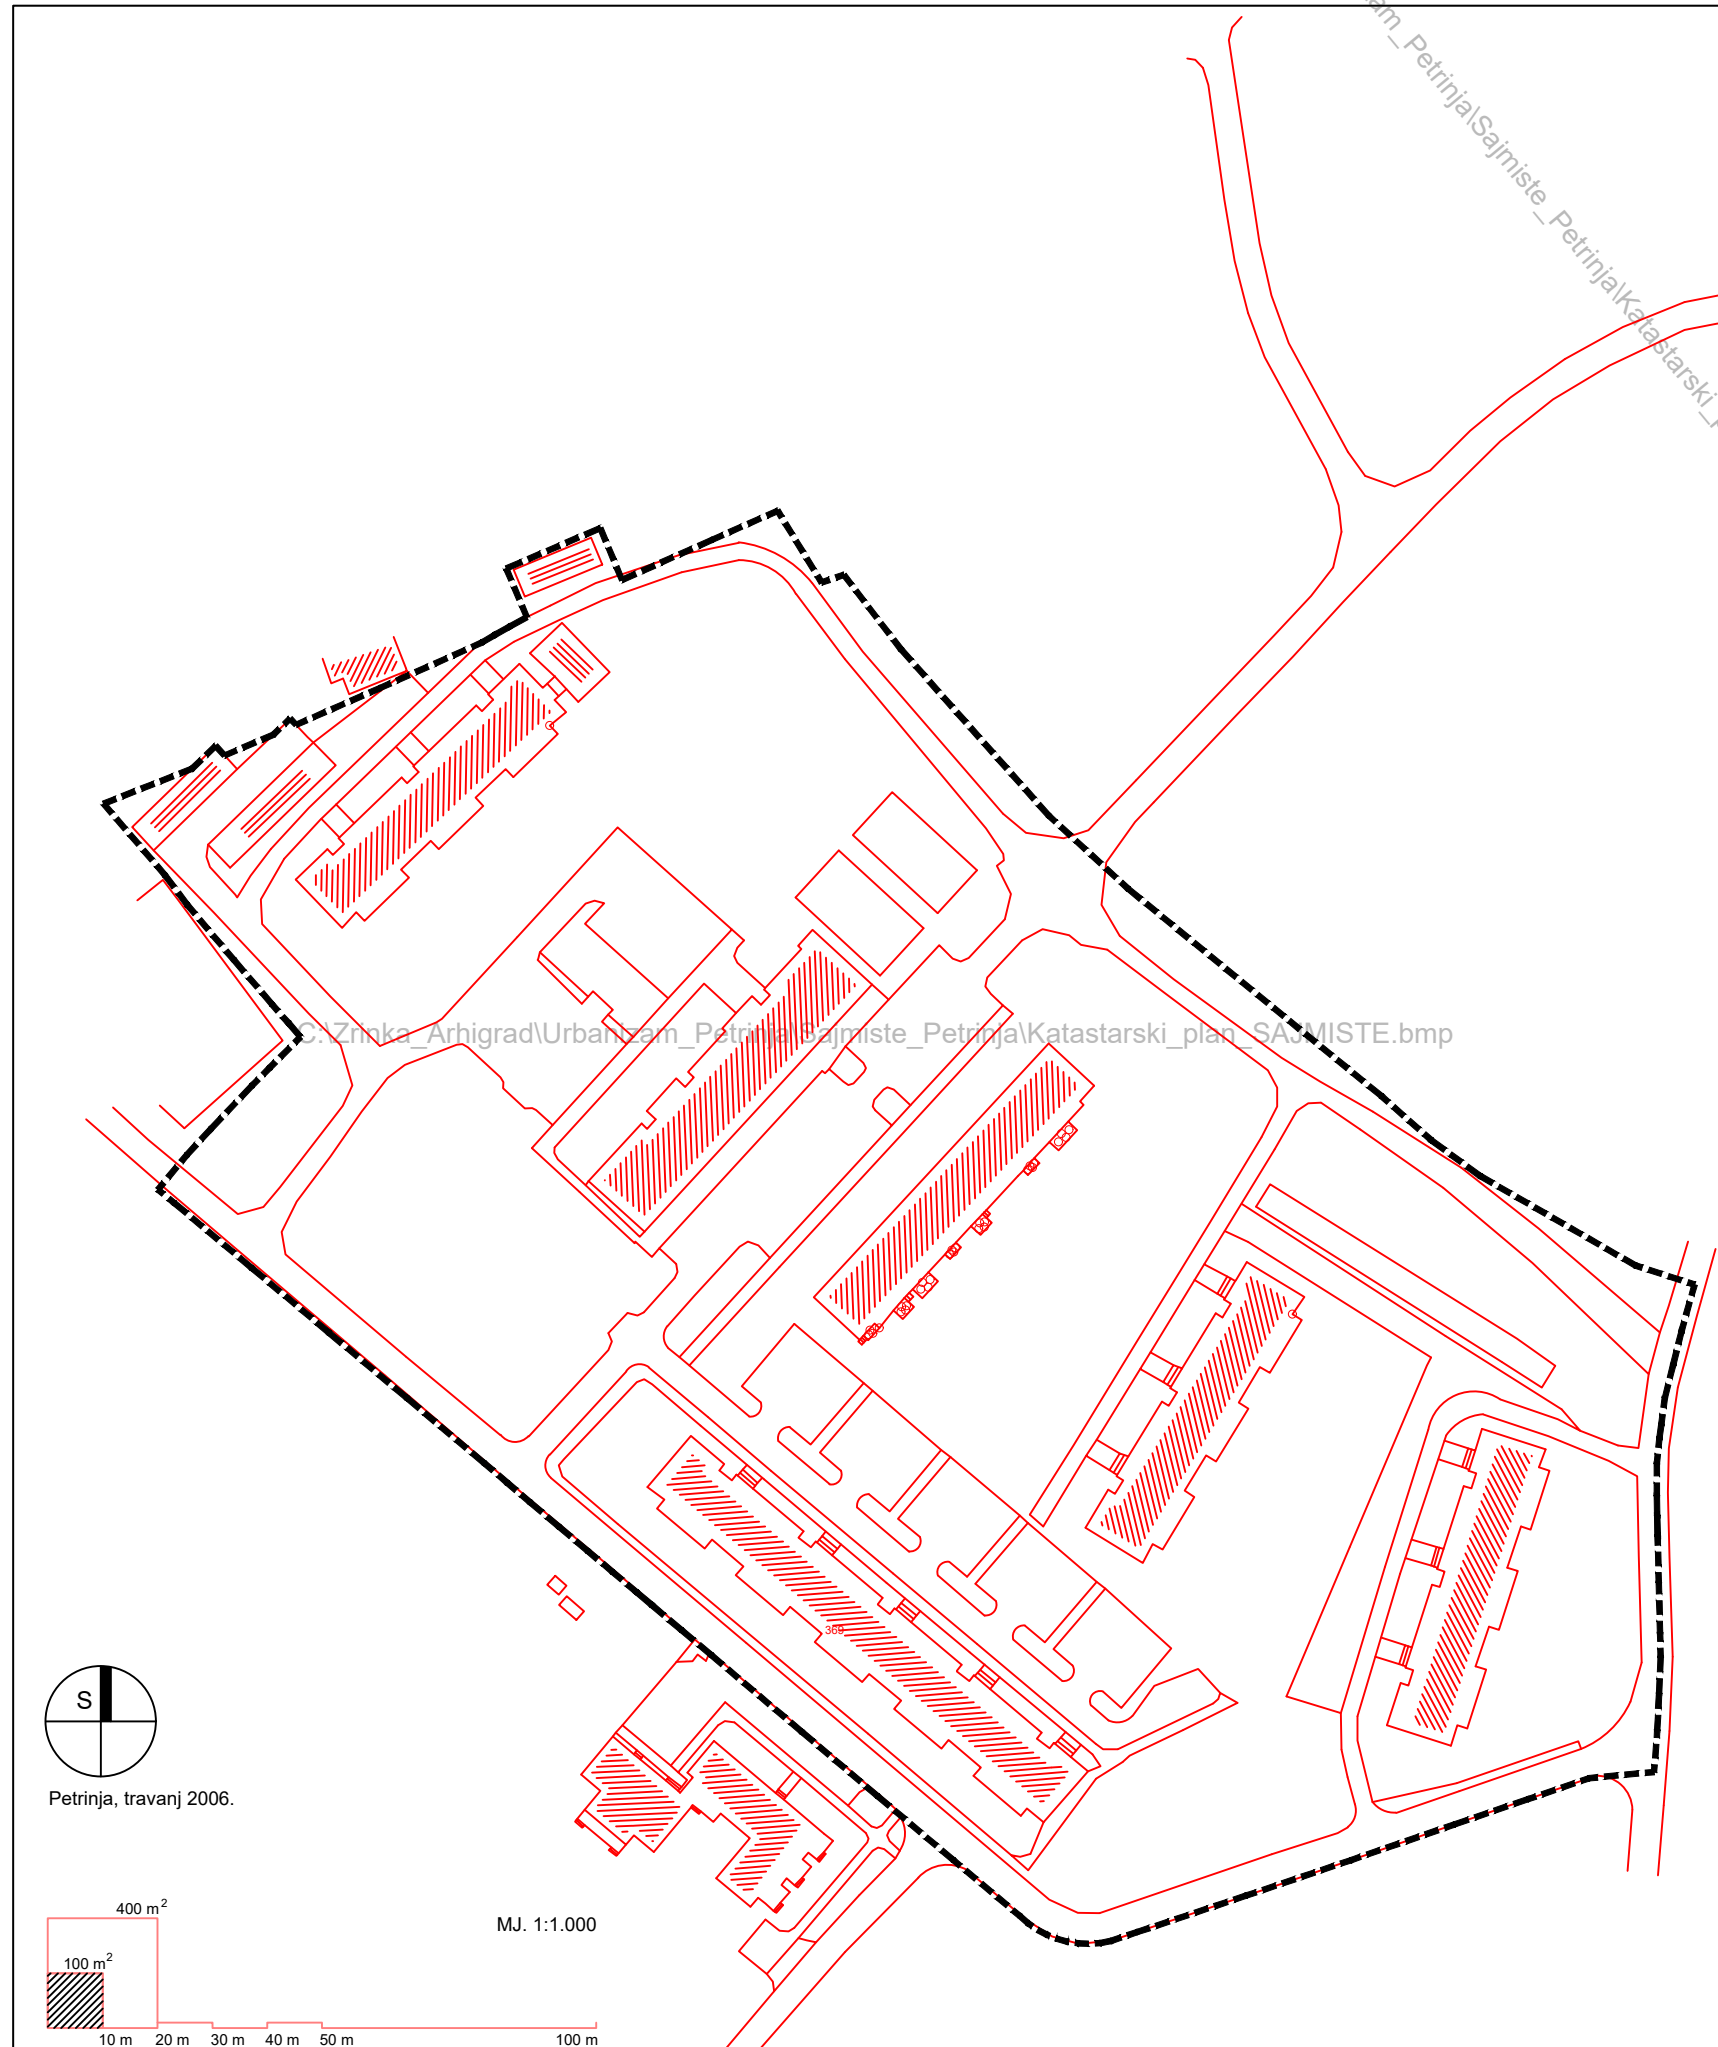 am_Petrinja\Sajmiste_Petrinja\Katastarski_
C:\Zrinka_Arhigrad\Urbanizam_Petrinja\Sajmiste_Petrinja\Katastarski_plan_SAJMISTE.bmp
369
S
Petrinja, travanj 2006.
400 m²
MJ. 1:1.000
100 m²
10 m 20 m 30 m 40 m 50 m 100 m